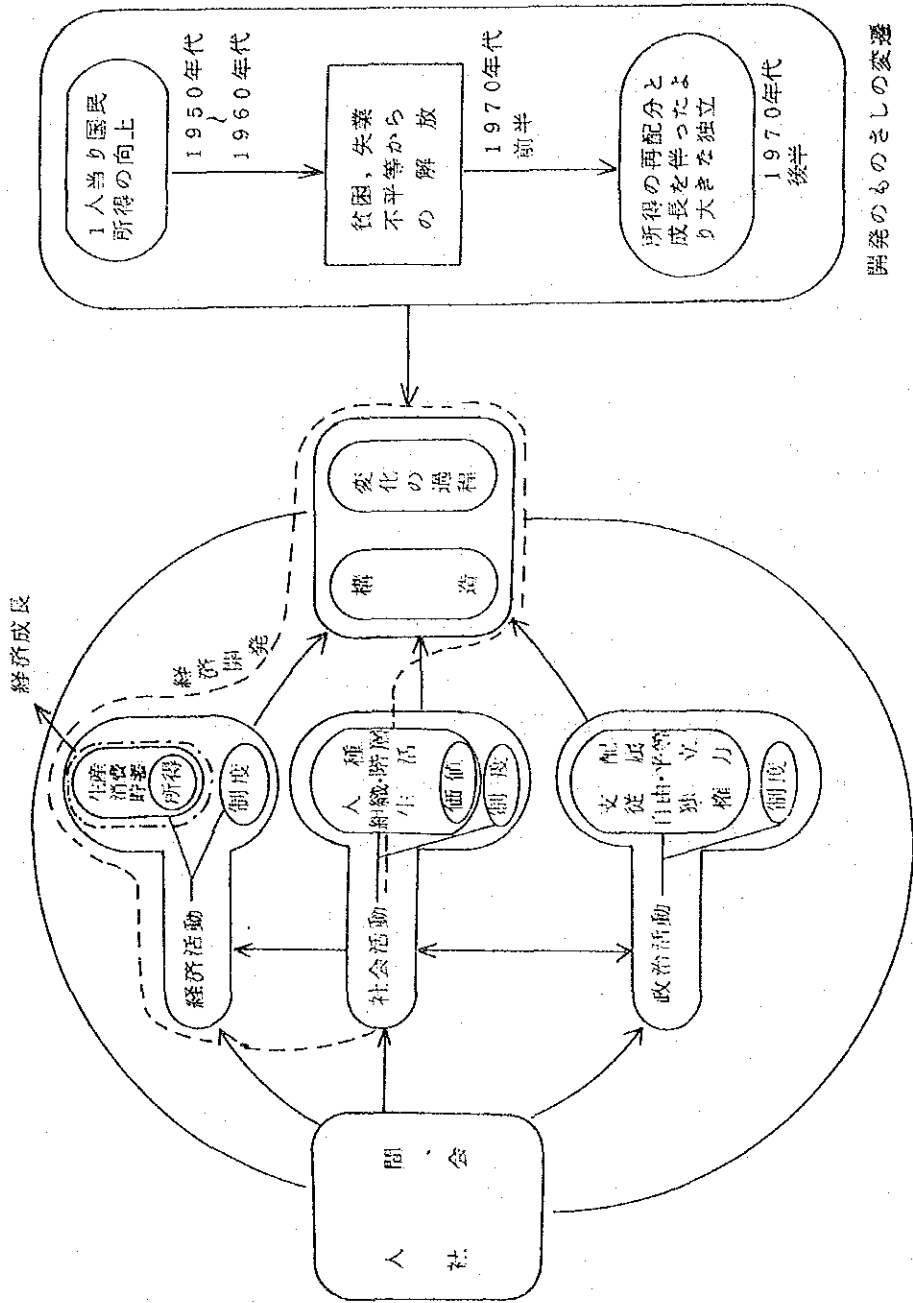 人間・
社会
経済活動
生産
消費
貯蓄
所得
制度
経済成長
経済
開発
社会活動
人種
組織・階層
生活
価値
制度
政治活動
支配
従属
自由・平等
独立
権力
制度
構造
変化の過程
1人当り国民
所得の向上
1950年代
〜
1960年代
貧困，失業
不平等から
の解放
1970年代
前半
所得の再配分と
成長を伴ったよ
り大きな独立
1970年代
後半
開発のものさしの変遷